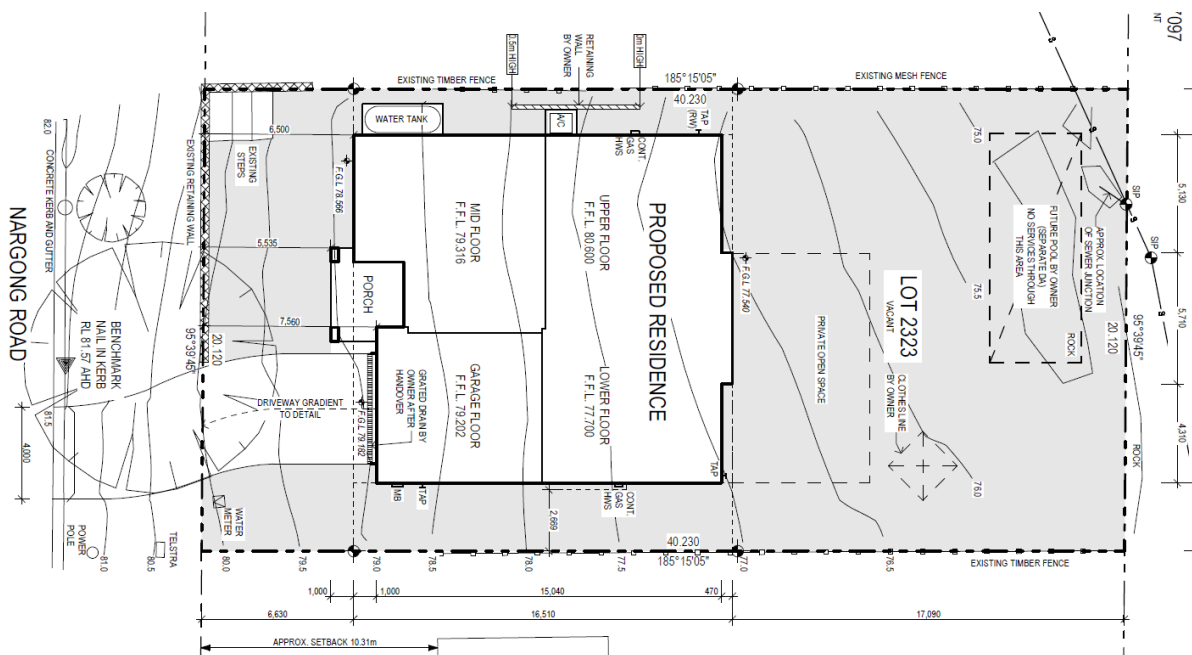 7097
NT
EXISTING TIMBER FENCE
0.5m HIGH
RETAINING
WALL
BY OWNER
0m HIGH
185°15'05"
40.230
EXISTING MESH FENCE
S
S
S
SIP
SIP
TAP
(RW)
WATER TANK
A/C
CONT.
GAS
HWS
6,500
EXISTING
STEPS
EXISTING RETAINING WALL
F.G.L 78.566
MID FLOOR
F.F.L. 79.316
UPPER FLOOR
F.F.L. 80.600
PROPOSED RESIDENCE
75.0
75.5
FUTURE POOL BY OWNER
(SEPARATE DA)
NO SERVICES THROUGH
THIS AREA
APPROX. LOCATION
OF SEWER JUNCTION
ROCK
20.120
95°39'45"
5,130
5,710
4,310
82.0
CONCRETE KERB AND GUTTER
NARGONG ROAD
BENCHMARK
NAIL IN KERB
RL 81.57 AHD
5,535
PORCH
7,560
95°39'45"
20.120
F.G.L 77.540
PRIVATE OPEN SPACE
LOT 2323
VACANT
CLOTHES LINE
BY OWNER
76.0
ROCK
81.5
4,000
DRIVEWAY GRADIENT
TO DETAIL
F.G.L 79.182
GRATED DRAIN BY
OWNER AFTER
HANDOVER
GARAGE FLOOR
F.F.L. 79.202
LOWER FLOOR
F.F.L. 77.700
TAP
MB
TAP
CONT.
GAS
HWS
2,669
WATER
METER
TELSTRA
POWER
POLE
81.0
80.5
80.0
79.5
79.0
78.5
78.0
77.5
77.0
76.5
40.230
185°15'05"
EXISTING TIMBER FENCE
1,000
1,000
15,040
470
6,630
16,510
17,090
APPROX. SETBACK 10.31m